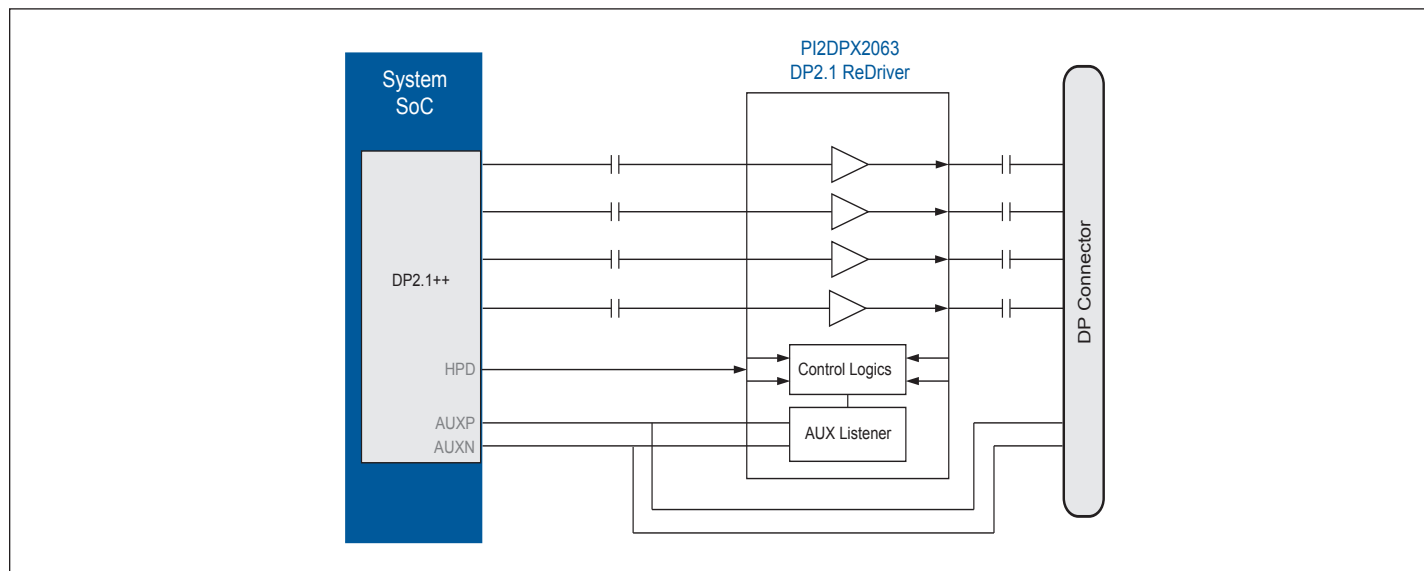 PI2DPX2063
DP2.1 ReDriver
System
SoC
DP2.1++
HPD
Control Logics
AUXP
AUXN
AUX Listener
DP Connector